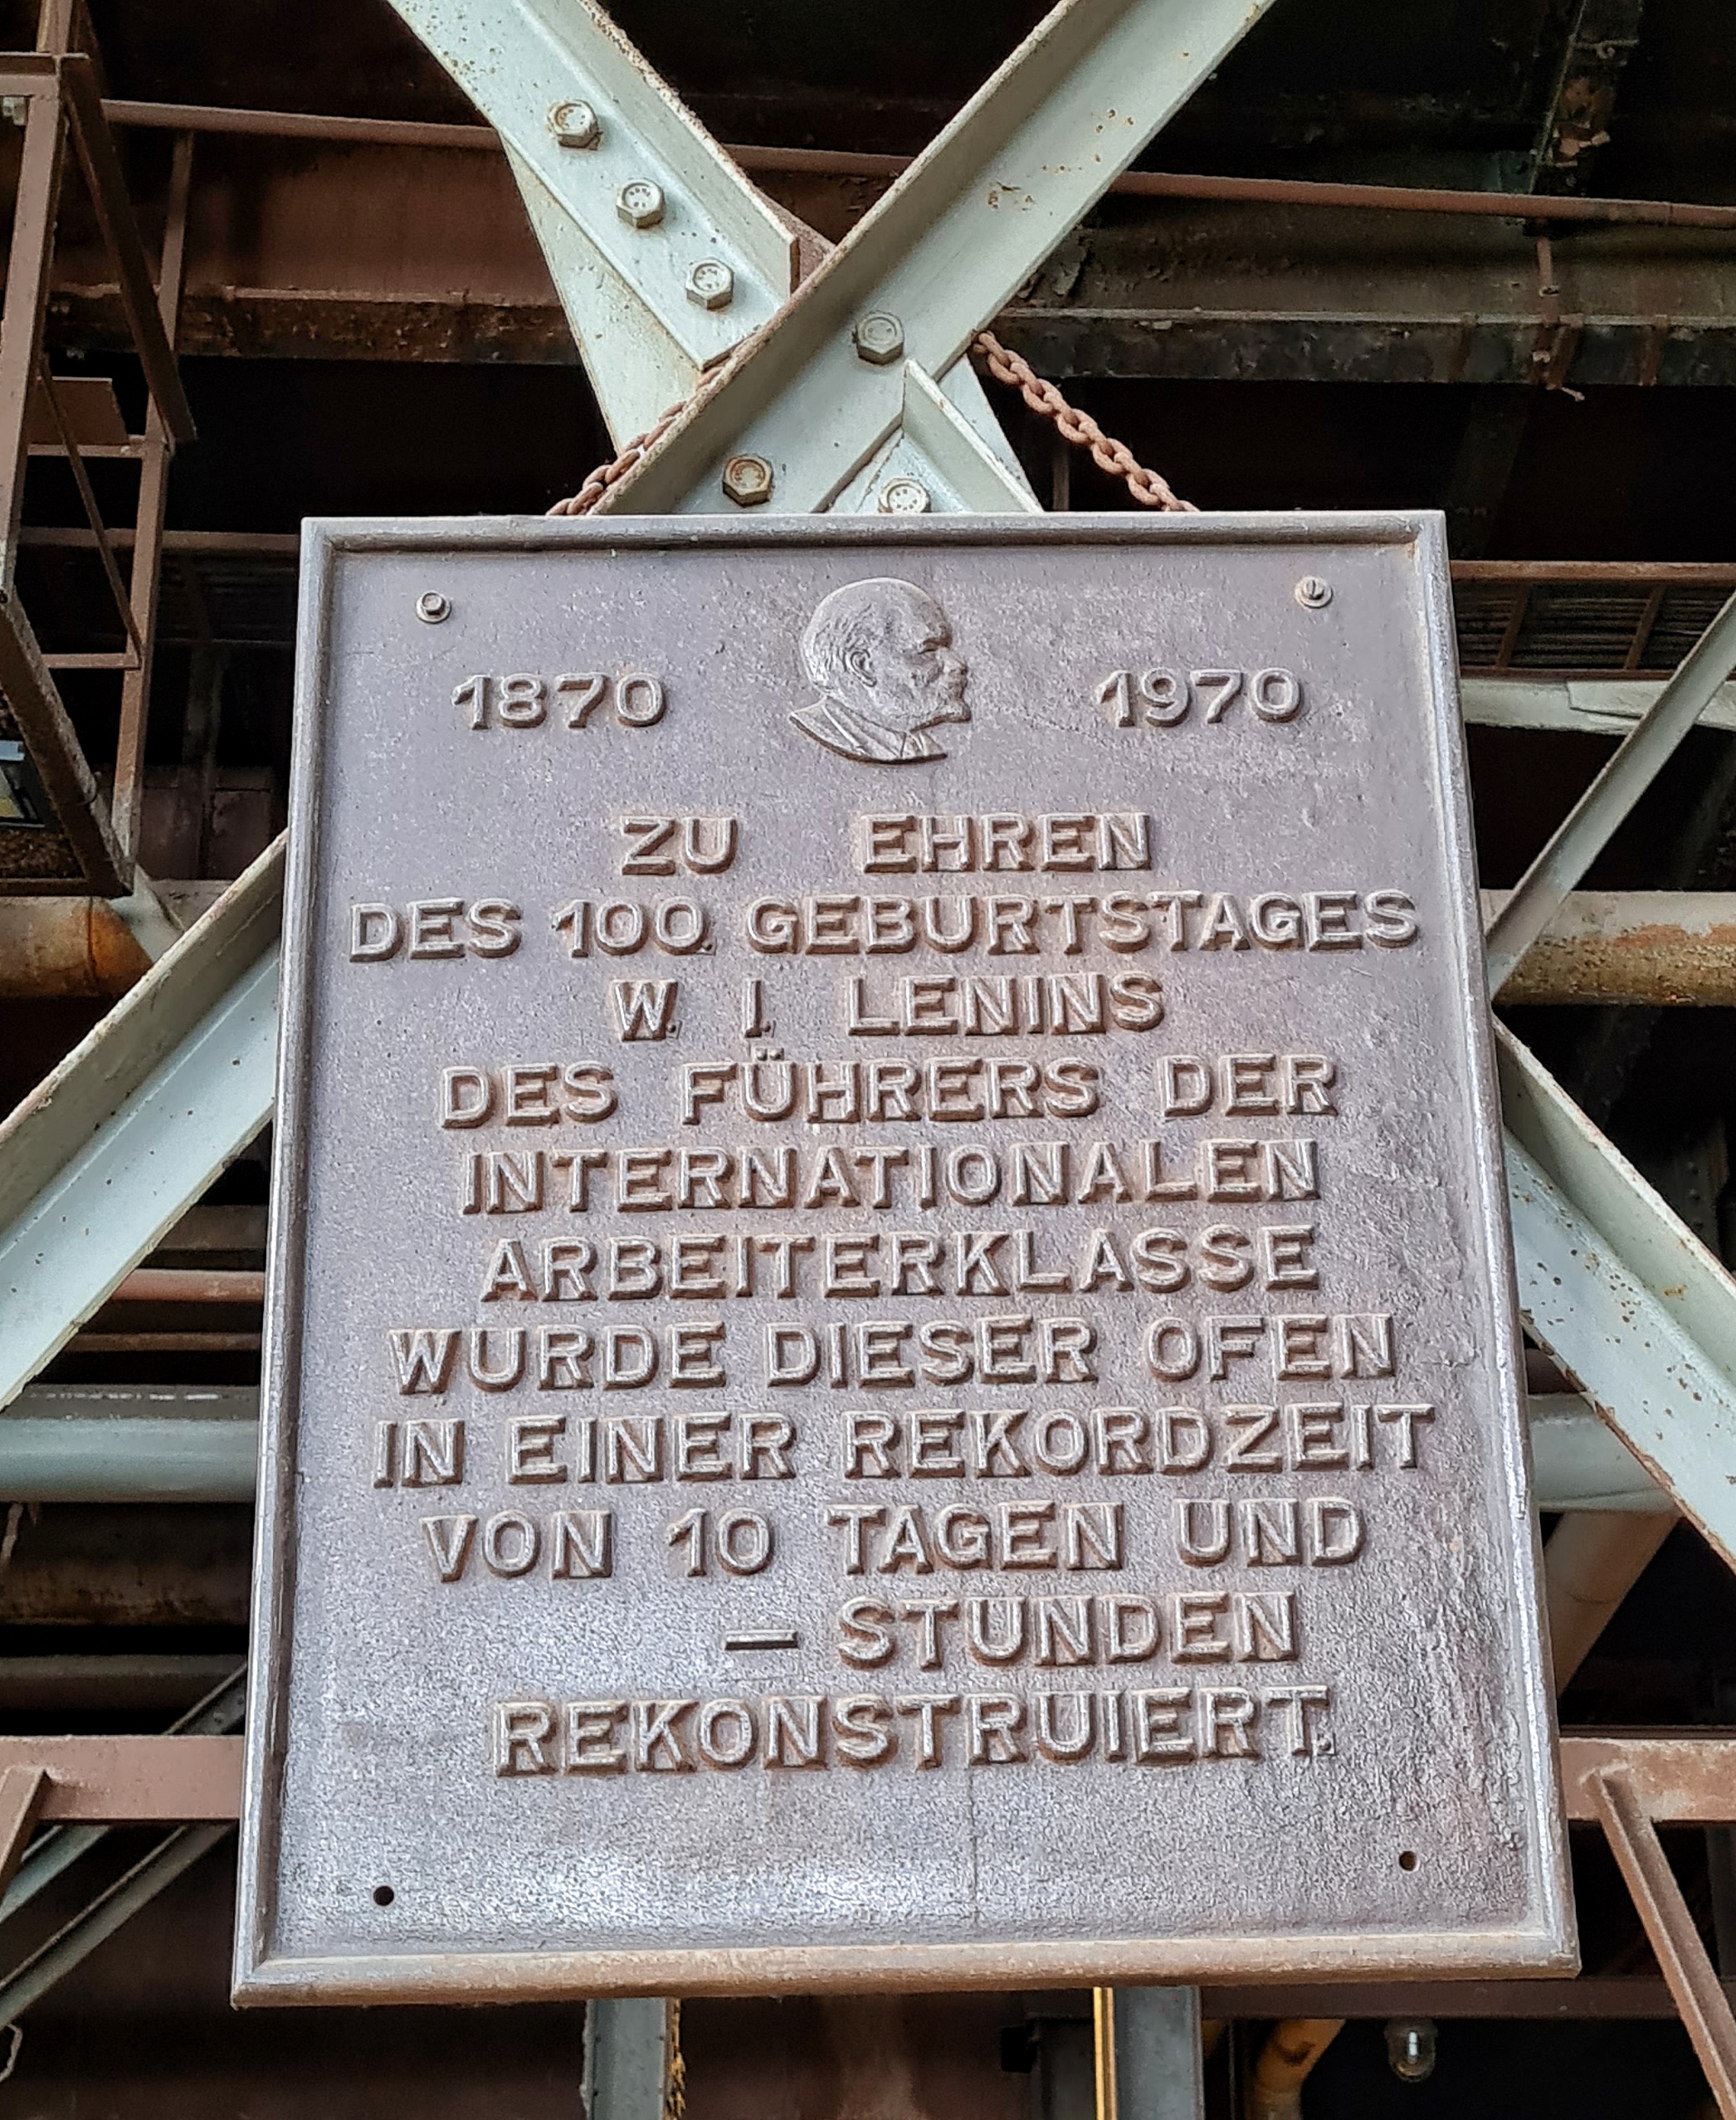 1870 1970
ZU EHREN
DES 100. GEBURTSTAGES
W. I. LENINS
DES FÜHRERS DER
INTERNATIONALEN
ARBEITERKLASSE
WURDE DIESER OFEN
IN EINER REKORDZEIT
VON 10 TAGEN UND
— STUNDEN
REKONSTRUIERT.